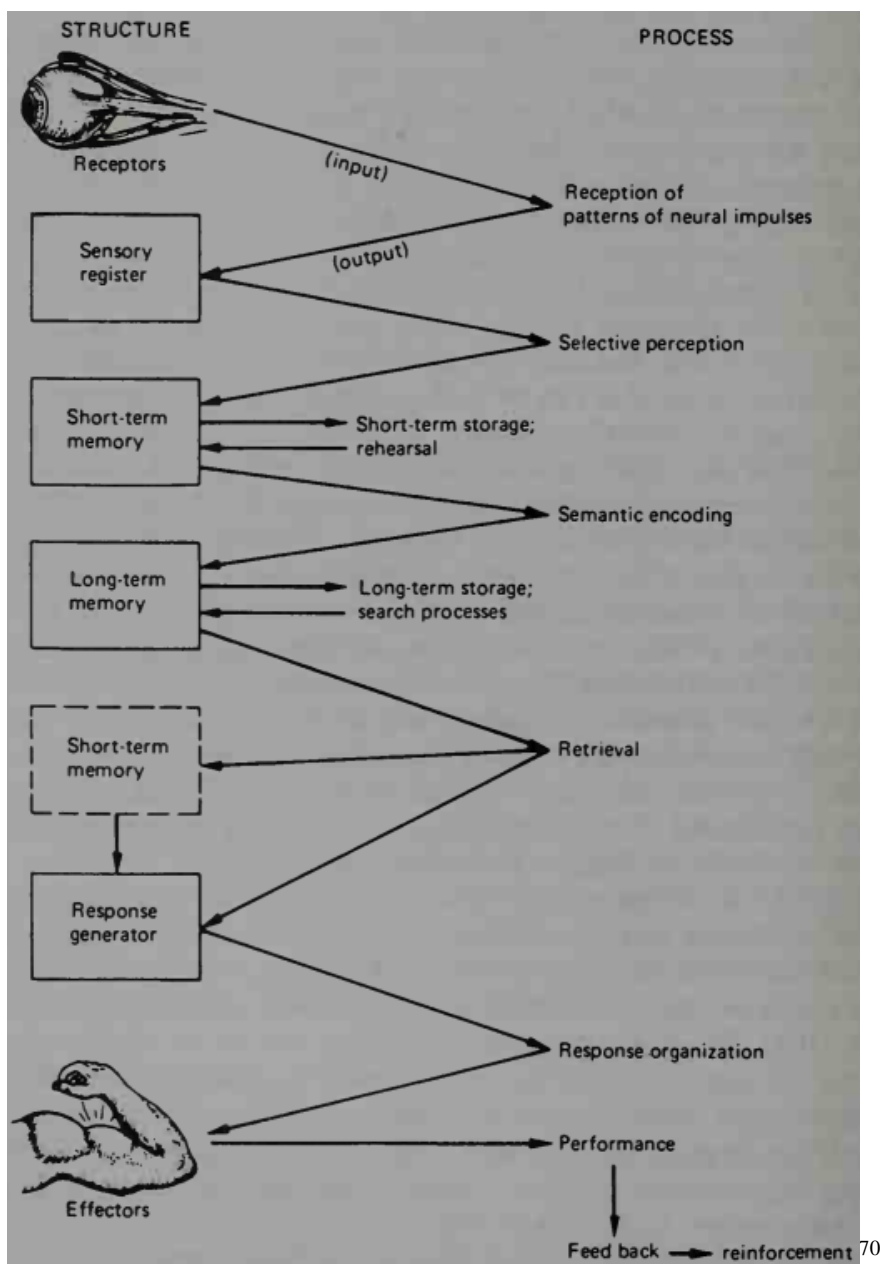 STRUCTURE
PROCESS
Receptors
(input)
Reception of
patterns of neural impulses
Sensory
register
(output)
Selective perception
Short-term
memory
Short-term storage;
rehearsal
Semantic encoding
Long-term
memory
Long-term storage;
search processes
Short-term
memory
Retrieval
Response
generator
Response organization
Performance
Effectors
Feed back
reinforcement
70